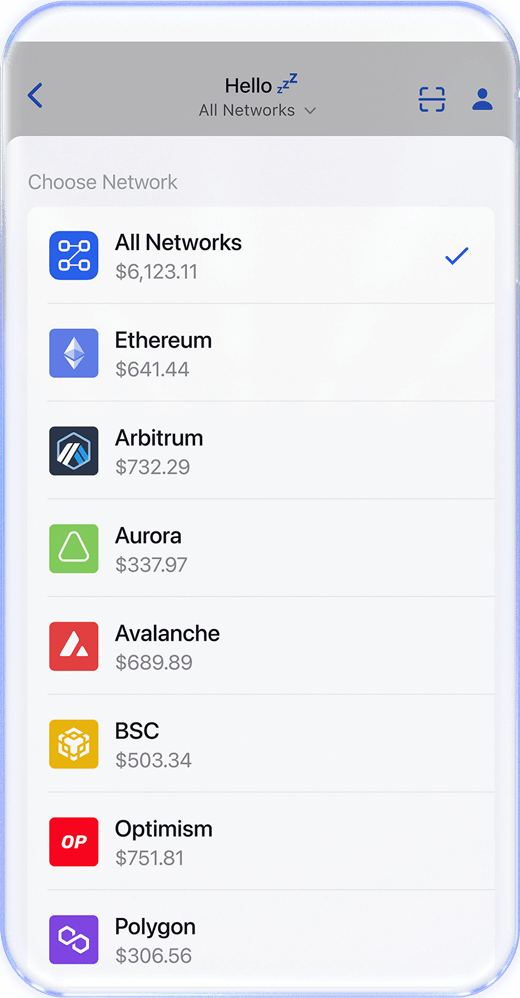 Hello zzZ
All Networks
Choose Network
All Networks
$6,123.11
Ethereum
$641.44
Arbitrum
$732.29
Aurora
$337.97
Avalanche
$689.89
BSC
$503.34
Optimism
OP
$751.81
Polygon
$306.56